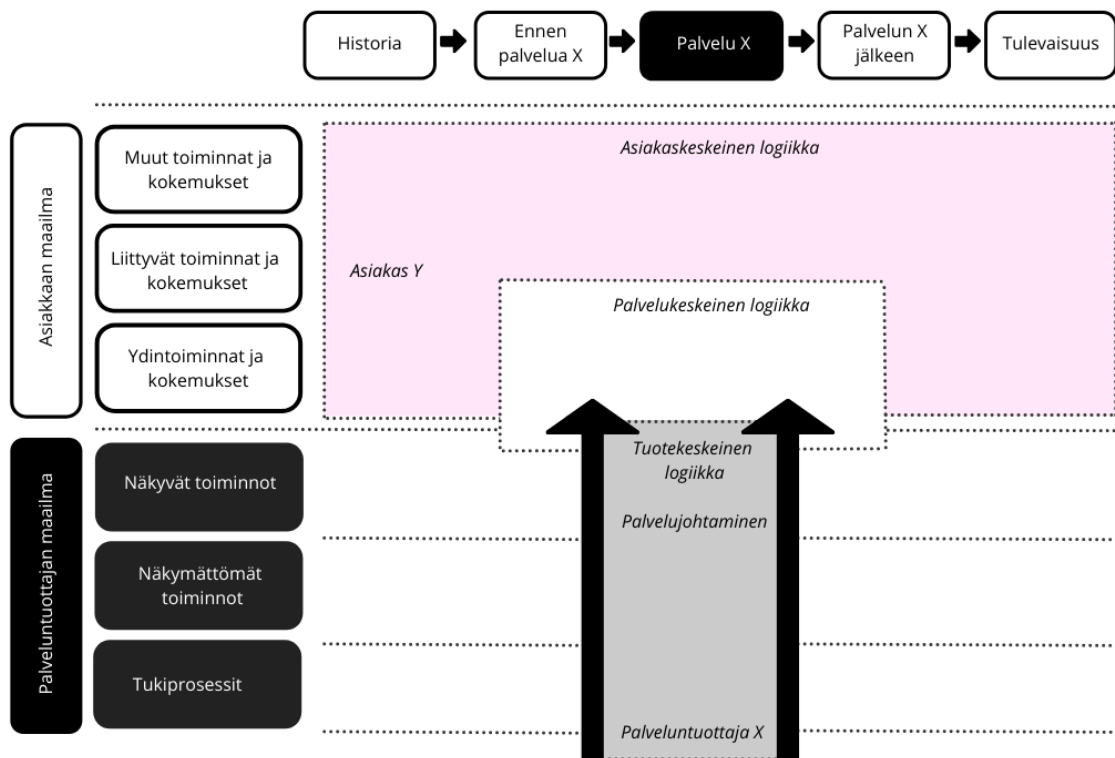 Historia
Ennen
palvelua X
Palvelu X
Palvelun X
jälkeen
Tulevaisuus
Asiakkaan maailma
Muut toiminnat ja
kokemukset
Liittyvät toiminnat ja
kokemukset
Ydintoiminnat ja
kokemukset
Asiakaskeskeinen logiikka
Asiakas Y
Palvelukeskeinen logiikka
Palveluntuottajan maailma
Näkyvät toiminnot
Näkymättömät
toiminnot
Tukiprosessit
Tuotekeskeinen
logiikka
Palvelujohtaminen
Palveluntuottaja X